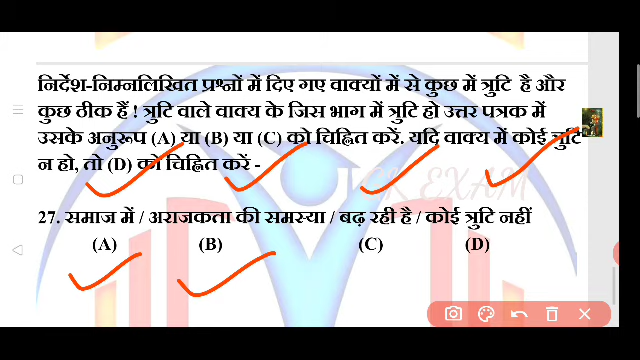 निर्देश-निम्नलिखित प्रश्नों में दिए गए वाक्यों में से कुछ में त्रुटि है और
कुछ ठीक हैं ! त्रुटि वाले वाक्य के जिस भाग में त्रुटि हो उत्तर पत्रक में
उसके अनुरूप (A) या (B) या (C) को चिह्नित करें. यदि वाक्य में कोई त्रुटि
न हो, तो (D) को चिह्नित करें -
EXAM
27. समाज में / अराजकता की समस्या / बढ़ रही है / कोई त्रुटि नहीं
(A) (B) (C) (D)